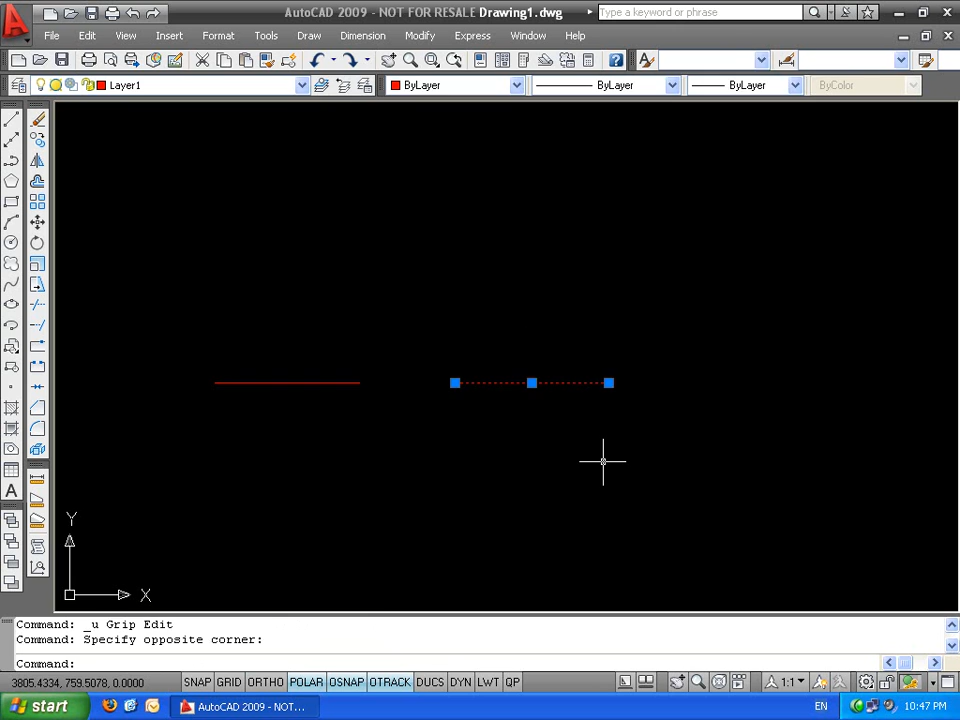 AutoCAD 2009 - NOT FOR RESALE Drawing1.dwg
Type a keyword or phrase
File Edit View Insert Format Tools Draw Dimension Modify Express Window Help
Layer1 ByLayer ByLayer ByLayer ByColor
A
Y
X
Command: _u Grip Edit
Command: Specify opposite corner:
Command:
3805.4334, 759.5078, 0.0000 SNAP GRID ORTHO POLAR OSNAP OTRACK DUCS DYN LWT QP 1:1
start AutoCAD 2009 - NOT... EN 10:47 PM